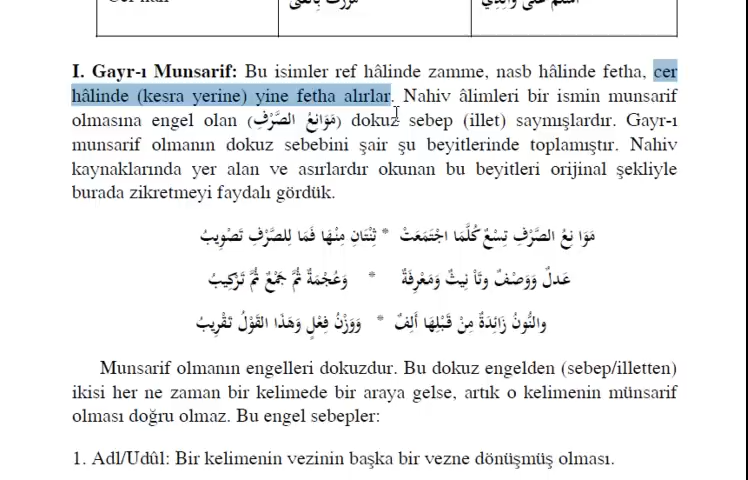 مَرَرْتُ بِالْفَتَى
أُسَلِّمُ عَلَى وَالِدِي
I. Gayr-ı Munsarif: Bu isimler ref hâlinde zamme, nasb hâlinde fetha, cer
hâlinde (kesra yerine) yine fetha alırlar. Nahiv âlimleri bir ismin munsarif
olmasına engel olan (مَوَانِعُ الصَّرْفِ) dokuz sebep (illet) saymışlardır. Gayr-ı
munsarif olmanın dokuz sebebini şair şu beyitlerinde toplamıştır. Nahiv
kaynaklarında yer alan ve asırlardır okunan bu beyitleri orijinal şekliyle
burada zikretmeyi faydalı gördük.
مَوَا نِعُ الصَّرْفِ تِسْعٌ كُلَّمَا اجْتَمَعَتْ * ثِنْتَانِ مِنْهَا فَمَا لِلصَّرْفِ تَصْوِيبُ
عَدلٌ وَوَصْفٌ وتَأْ نِيثٌ وَمَعْرِفَةٌ * وَعُجْمَةٌ ثُمَّ جَمْعٌ ثُمَّ تَرْكِيبُ
والنُّونُ زَائِدَةٌ مِنْ قَبْلِهَا أَلِفٌ * وَوَزْنُ فِعْلٍ وَهَذَا القَوْلُ تَقْرِيبُ
Munsarif olmanın engelleri dokuzdur. Bu dokuz engelden (sebep/illetten)
ikisi her ne zaman bir kelimede bir araya gelse, artık o kelimenin münsarif
olması doğru olmaz. Bu engel sebepler:
1. Adl/Udûl: Bir kelimenin vezinin başka bir vezne dönüşmüş olması.